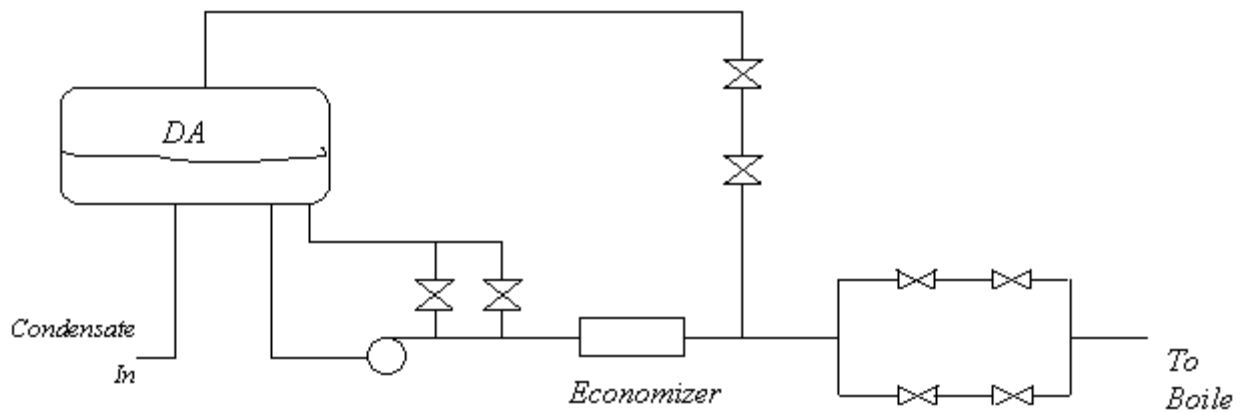 DA
Condensate
In
Economizer
To
Boile